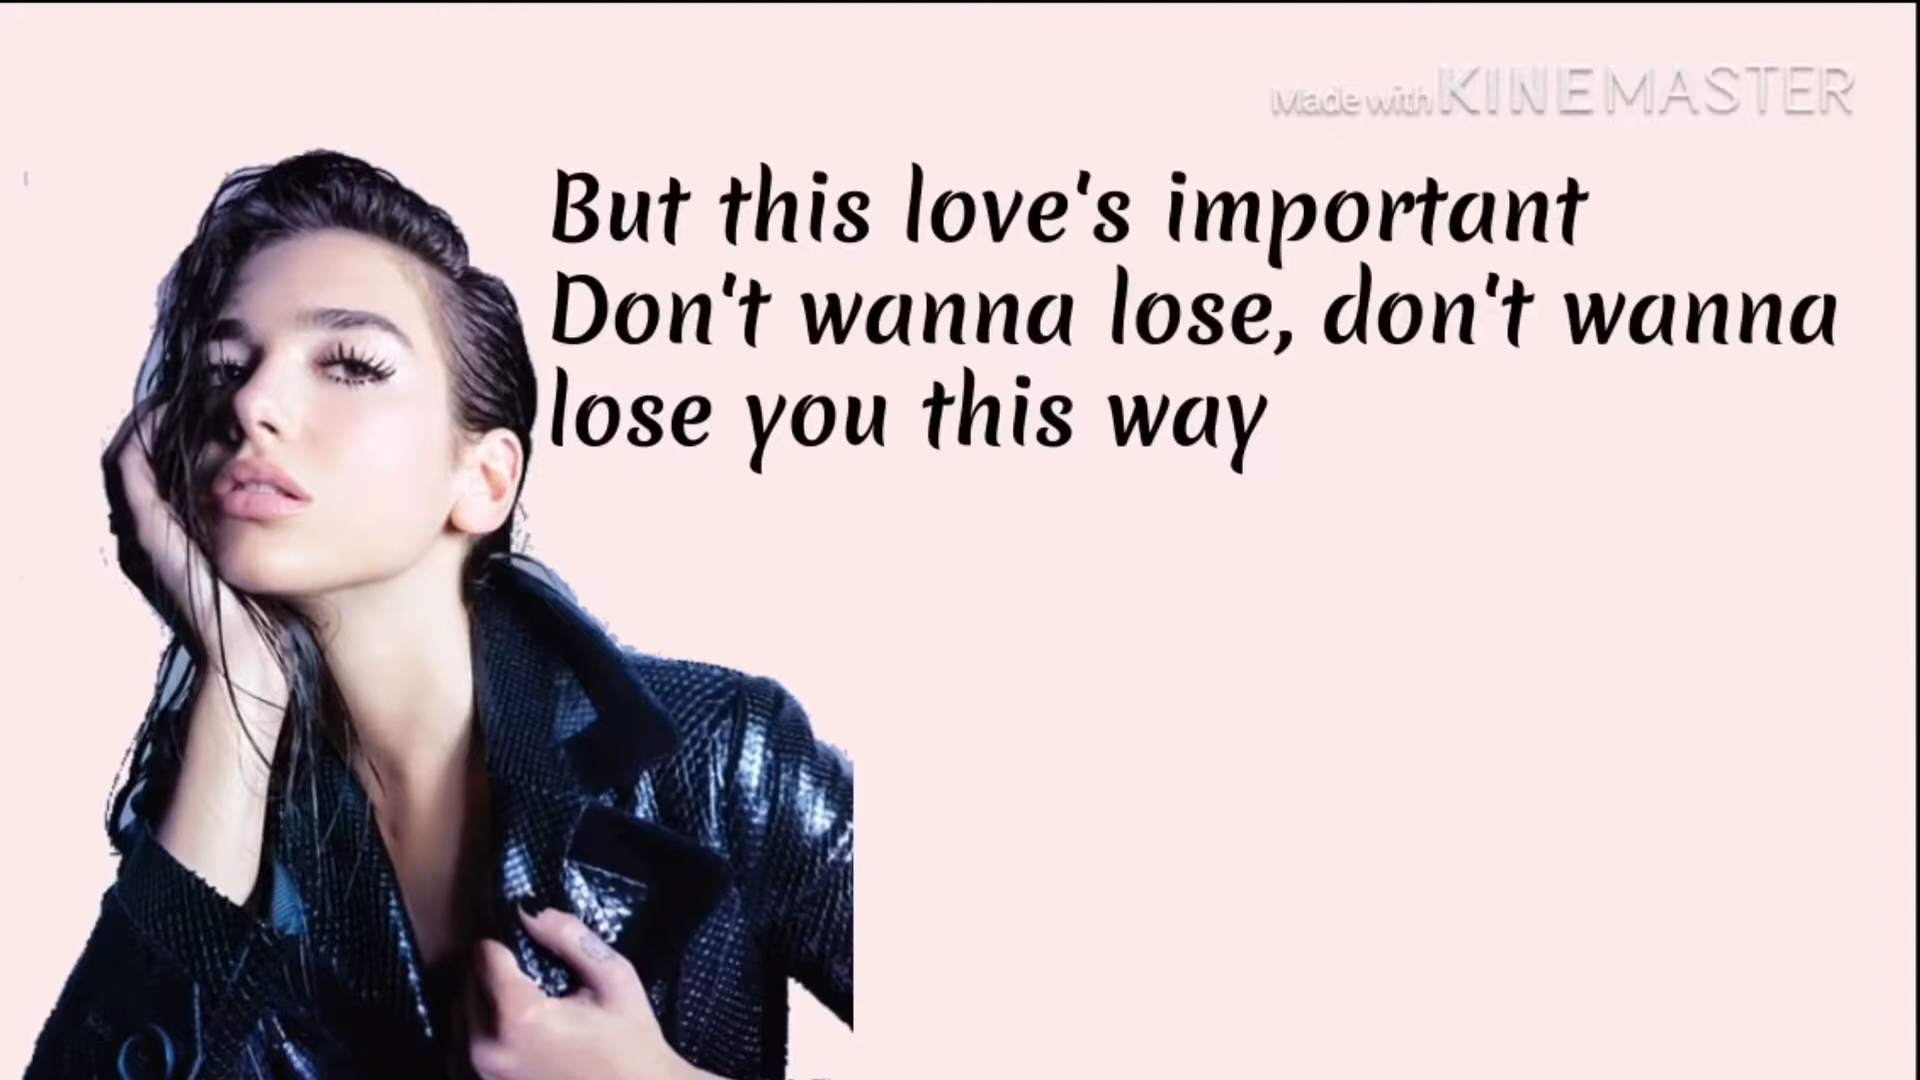 Made with KINEMASTER
But this love's important
Don't wanna lose, don't wanna
lose you this way